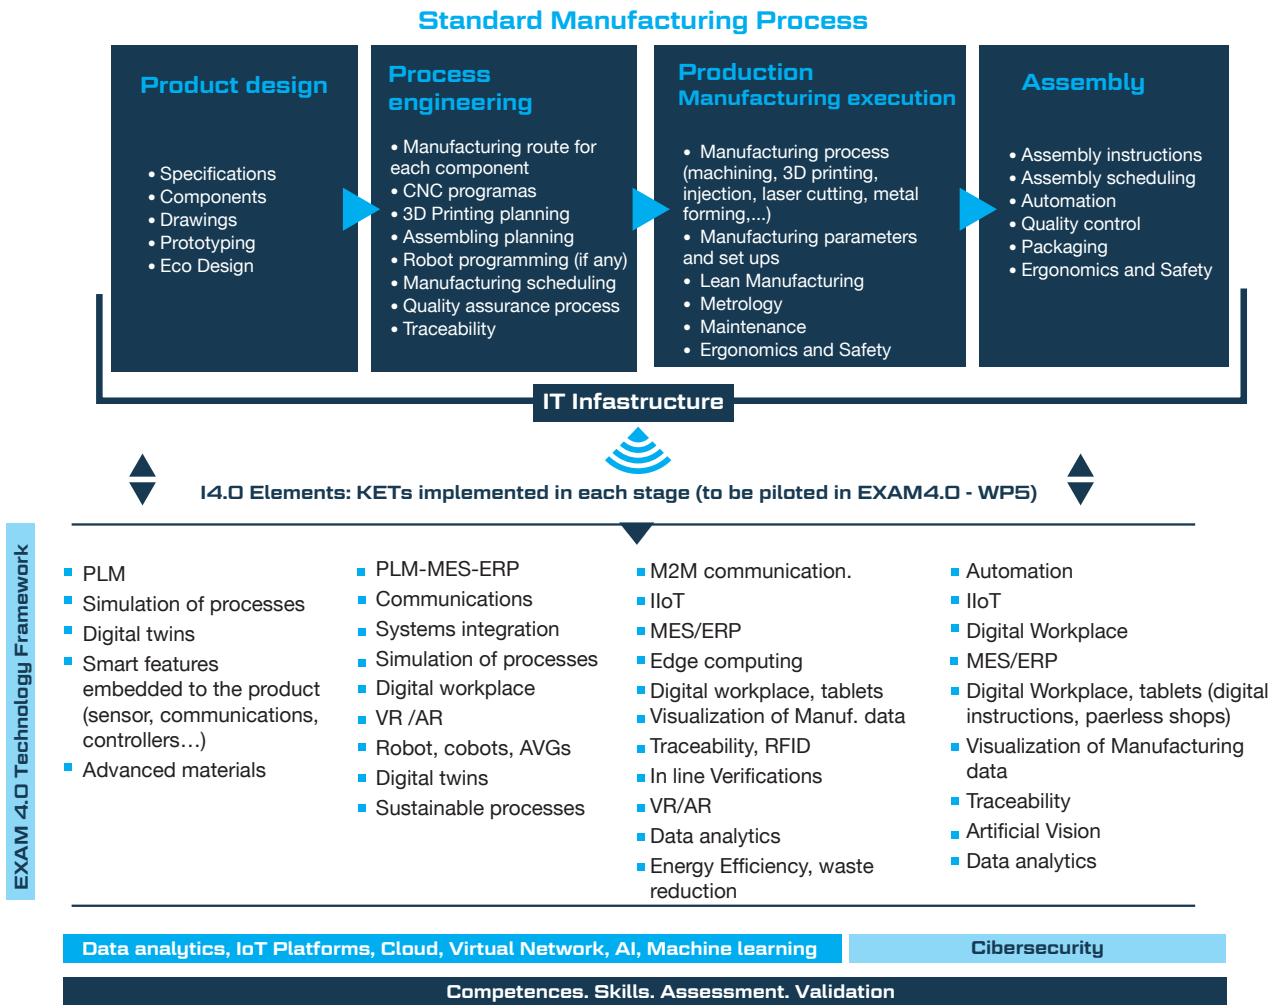 Standard Manufacturing Process
Product design
• Specifications
• Components
• Drawings
• Prototyping
• Eco Design
Process
engineering
• Manufacturing route for
each component
• CNC programas
• 3D Printing planning
• Assembling planning
• Robot programming (if any)
• Manufacturing scheduling
• Quality assurance process
• Traceability
Production
Manufacturing execution
• Manufacturing process
(machining, 3D printing,
injection, laser cutting, metal
forming,...)
• Manufacturing parameters
and set ups
• Lean Manufacturing
• Metrology
• Maintenance
• Ergonomics and Safety
Assembly
• Assembly instructions
• Assembly scheduling
• Automation
• Quality control
• Packaging
• Ergonomics and Safety
IT Infastructure
I4.0 Elements: KETs implemented in each stage (to be piloted in EXAM4.0 - WP5)
EXAM 4.0 Technology Framework
PLM
Simulation of processes
Digital twins
Smart features
embedded to the product
(sensor, communications,
controllers…)
Advanced materials
PLM-MES-ERP
Communications
Systems integration
Simulation of processes
Digital workplace
VR /AR
Robot, cobots, AVGs
Digital twins
Sustainable processes
M2M communication.
IIoT
MES/ERP
Edge computing
Digital workplace, tablets
Visualization of Manuf. data
Traceability, RFID
In line Verifications
VR/AR
Data analytics
Energy Efficiency, waste
reduction
Automation
IIoT
Digital Workplace
MES/ERP
Digital Workplace, tablets (digital
instructions, paerless shops)
Visualization of Manufacturing
data
Traceability
Artificial Vision
Data analytics
Data analytics, IoT Platforms, Cloud, Virtual Network, AI, Machine learning
Cibersecurity
Competences. Skills. Assessment. Validation